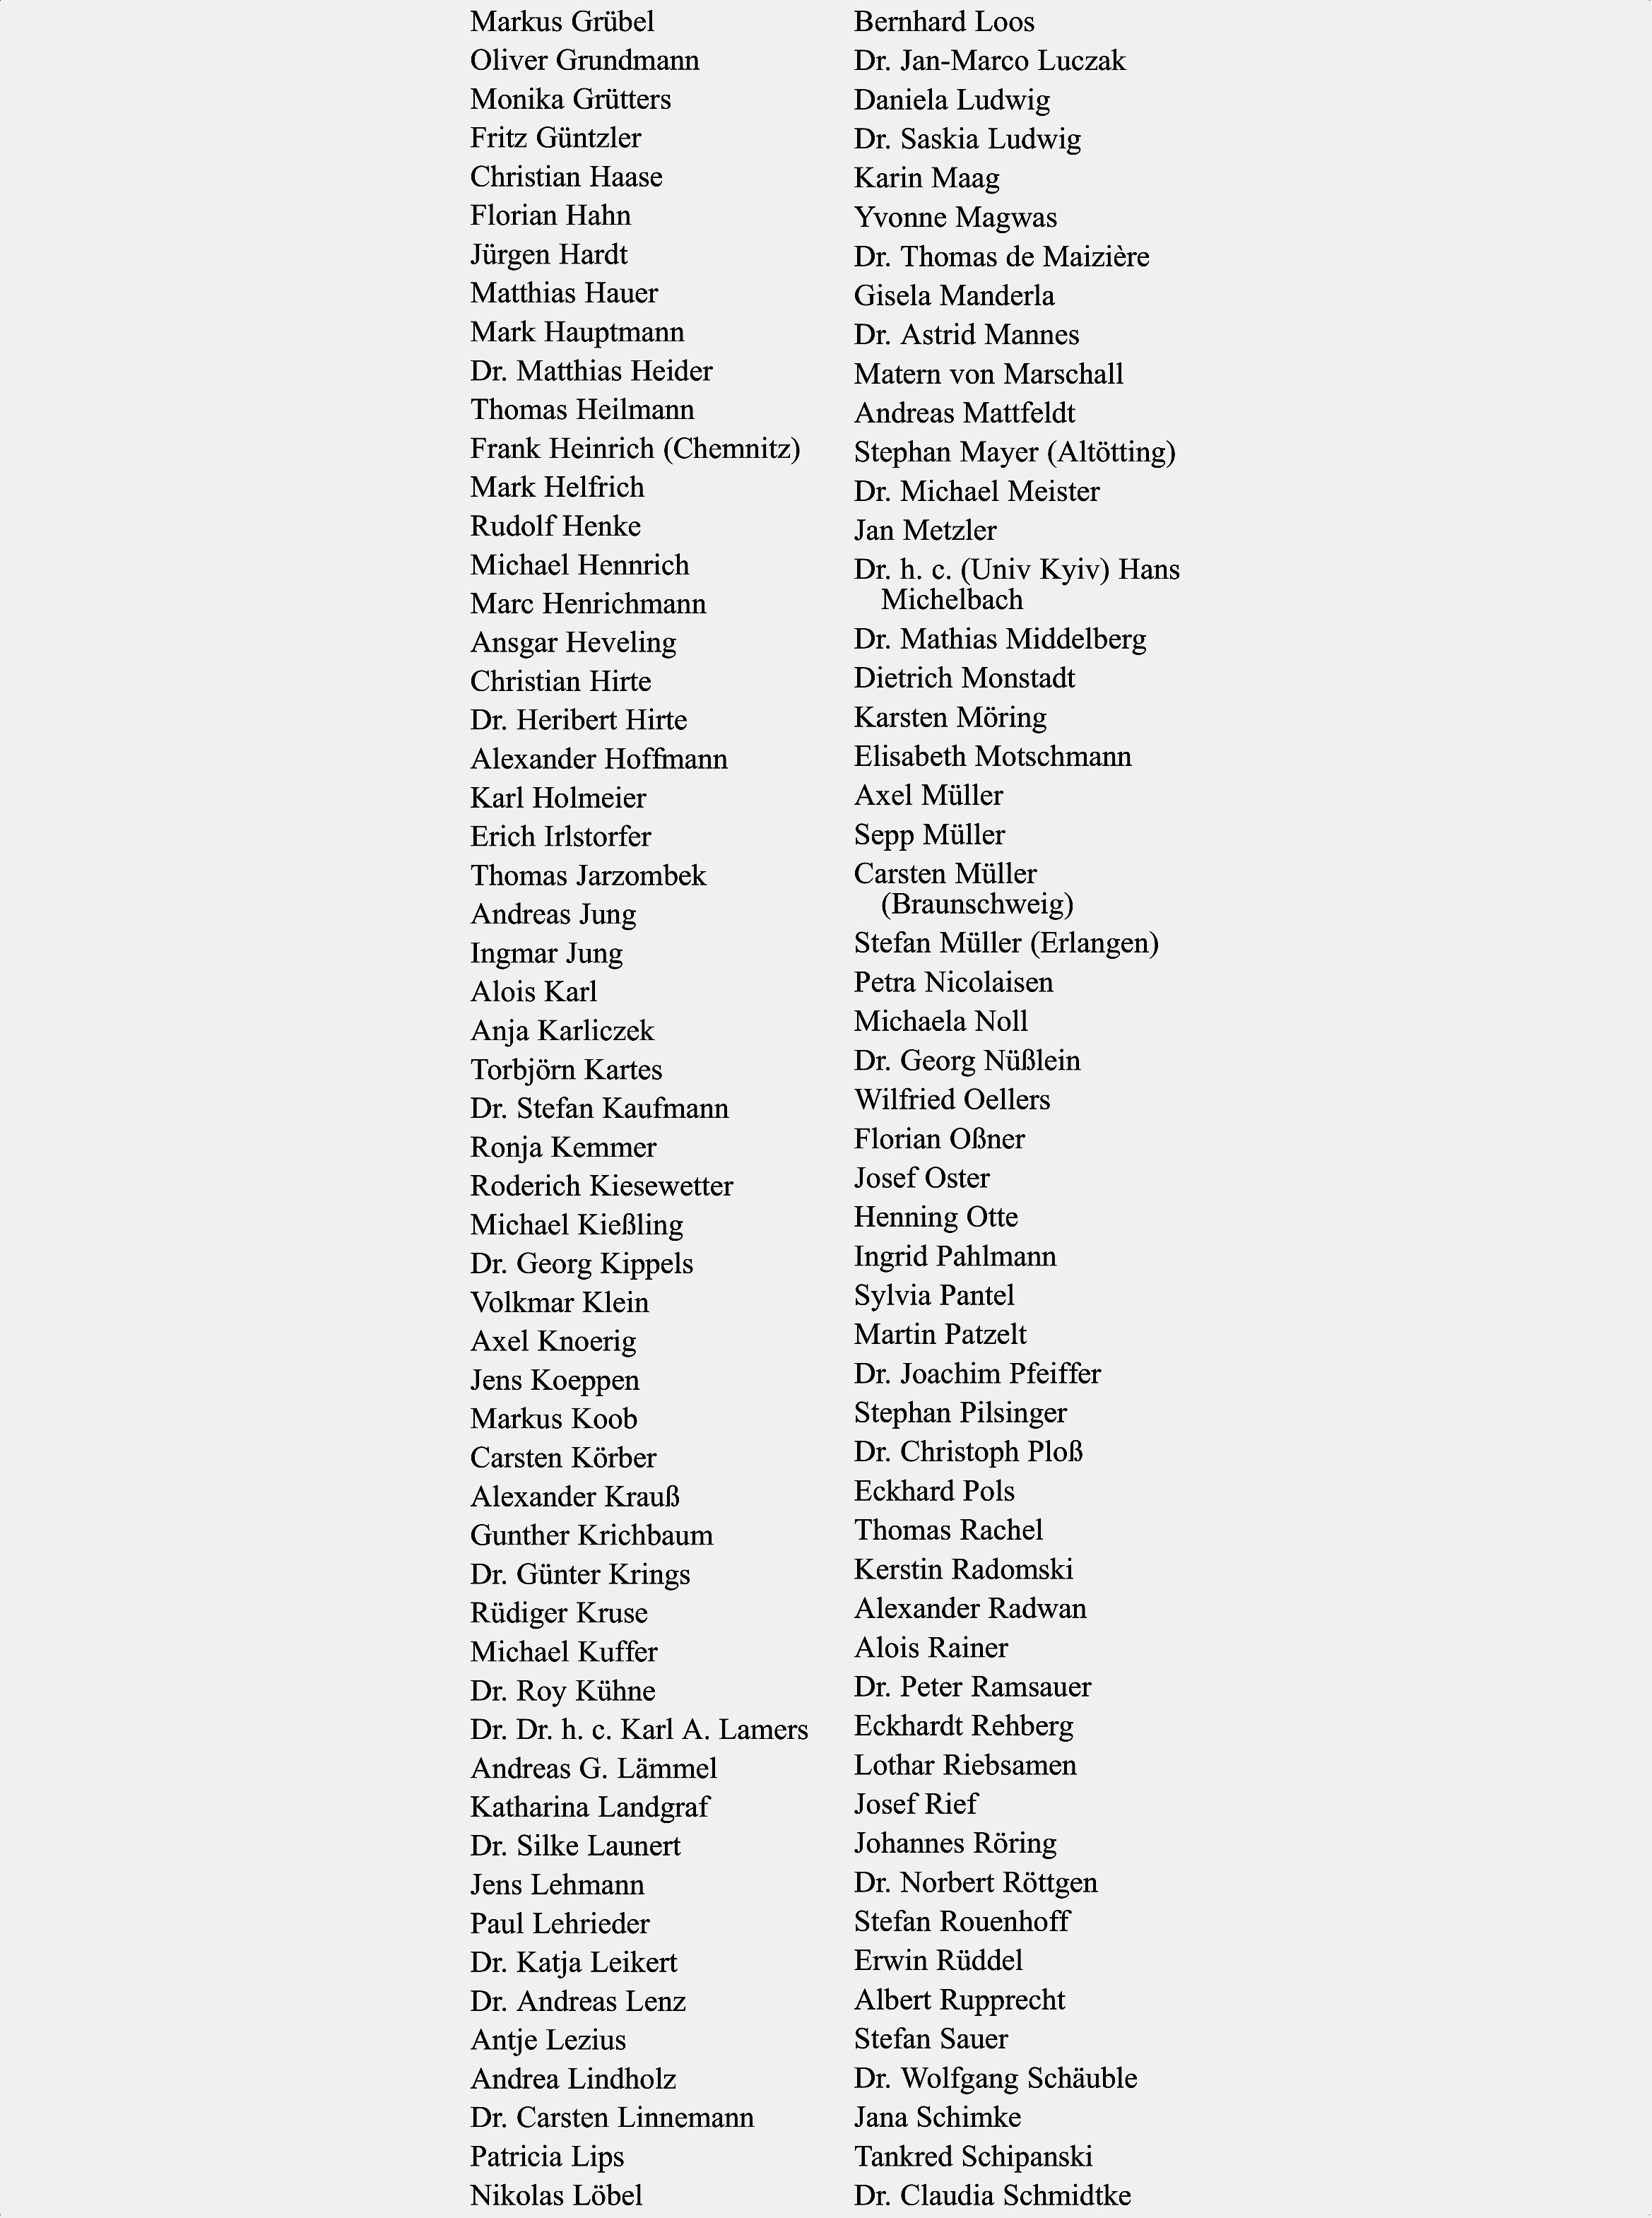 Markus Grübel
Oliver Grundmann
Monika Grütters
Fritz Güntzler
Christian Haase
Florian Hahn
Jürgen Hardt
Matthias Hauer
Mark Hauptmann
Dr. Matthias Heider
Thomas Heilmann
Frank Heinrich (Chemnitz)
Mark Helfrich
Rudolf Henke
Michael Hennrich
Marc Henrichmann
Ansgar Heveling
Christian Hirte
Dr. Heribert Hirte
Alexander Hoffmann
Karl Holmeier
Erich Irlstorfer
Thomas Jarzombek
Andreas Jung
Ingmar Jung
Alois Karl
Anja Karliczek
Torbjörn Kartes
Dr. Stefan Kaufmann
Ronja Kemmer
Roderich Kiesewetter
Michael Kießling
Dr. Georg Kippels
Volkmar Klein
Axel Knoerig
Jens Koeppen
Markus Koob
Carsten Körber
Alexander Krauß
Gunther Krichbaum
Dr. Günter Krings
Rüdiger Kruse
Michael Kuffer
Dr. Roy Kühne
Dr. Dr. h. c. Karl A. Lamers
Andreas G. Lämmel
Katharina Landgraf
Dr. Silke Launert
Jens Lehmann
Paul Lehrieder
Dr. Katja Leikert
Dr. Andreas Lenz
Antje Lezius
Andrea Lindholz
Dr. Carsten Linnemann
Patricia Lips
Nikolas Löbel
Bernhard Loos
Dr. Jan-Marco Luczak
Daniela Ludwig
Dr. Saskia Ludwig
Karin Maag
Yvonne Magwas
Dr. Thomas de Maizière
Gisela Manderla
Dr. Astrid Mannes
Matern von Marschall
Andreas Mattfeldt
Stephan Mayer (Altötting)
Dr. Michael Meister
Jan Metzler
Dr. h. c. (Univ Kyiv) Hans
Michelbach
Dr. Mathias Middelberg
Dietrich Monstadt
Karsten Möring
Elisabeth Motschmann
Axel Müller
Sepp Müller
Carsten Müller
(Braunschweig)
Stefan Müller (Erlangen)
Petra Nicolaisen
Michaela Noll
Dr. Georg Nüßlein
Wilfried Oellers
Florian Oßner
Josef Oster
Henning Otte
Ingrid Pahlmann
Sylvia Pantel
Martin Patzelt
Dr. Joachim Pfeiffer
Stephan Pilsinger
Dr. Christoph Ploß
Eckhard Pols
Thomas Rachel
Kerstin Radomski
Alexander Radwan
Alois Rainer
Dr. Peter Ramsauer
Eckhardt Rehberg
Lothar Riebsamen
Josef Rief
Johannes Röring
Dr. Norbert Röttgen
Stefan Rouenhoff
Erwin Rüddel
Albert Rupprecht
Stefan Sauer
Dr. Wolfgang Schäuble
Jana Schimke
Tankred Schipanski
Dr. Claudia Schmidtke